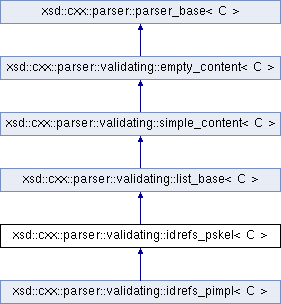 xsd::cxx::parser::parser_base< C >
xsd::cxx::parser::validating::empty_content< C >
xsd::cxx::parser::validating::simple_content< C >
xsd::cxx::parser::validating::list_base< C >
xsd::cxx::parser::validating::idrefs_pskel< C >
xsd::cxx::parser::validating::idrefs_pimpl< C >